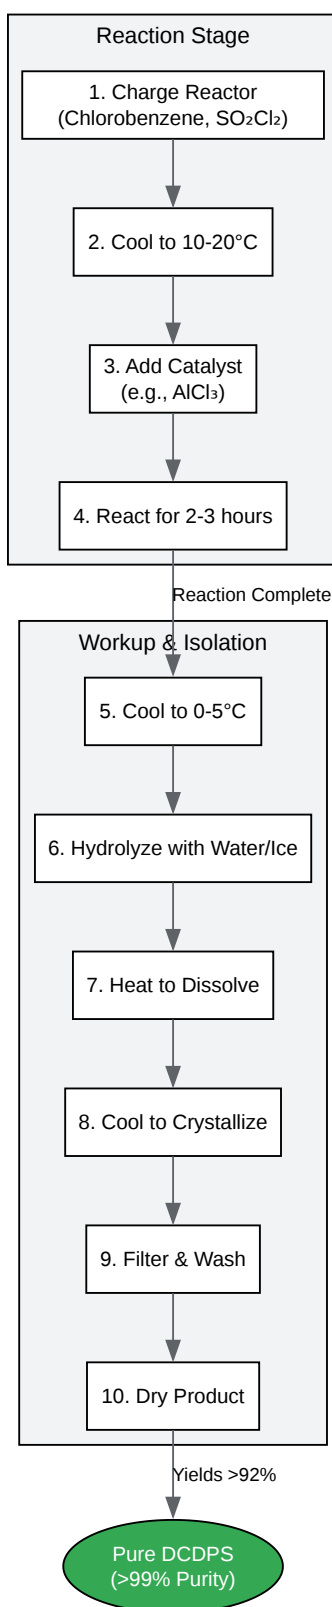 Reaction Stage
1. Charge Reactor
(Chlorobenzene, SO₂Cl₂)
2. Cool to 10-20°C
3. Add Catalyst
(e.g., AlCl₃)
4. React for 2-3 hours
Reaction Complete
Workup & Isolation
5. Cool to 0-5°C
6. Hydrolyze with Water/Ice
7. Heat to Dissolve
8. Cool to Crystallize
9. Filter & Wash
10. Dry Product
Yields >92%
Pure DCDPS
(>99% Purity)